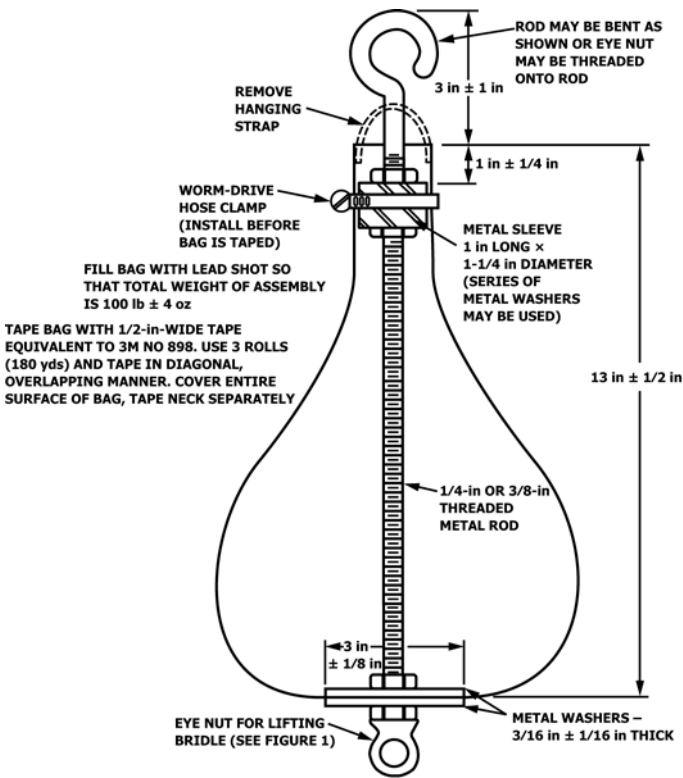 ROD MAY BE BENT AS
SHOWN OR EYE NUT
MAY BE THREADED
ONTO ROD
3 in ± 1 in
REMOVE
HANGING
STRAP
1 in ± 1/4 in
WORM-DRIVE
HOSE CLAMP
(INSTALL BEFORE
BAG IS TAPED)
METAL SLEEVE
1 in LONG ×
1-1/4 in DIAMETER
(SERIES OF
METAL WASHERS
MAY BE USED)
FILL BAG WITH LEAD SHOT SO
THAT TOTAL WEIGHT OF ASSEMBLY
IS 100 lb ± 4 oz
TAPE BAG WITH 1/2-in-WIDE TAPE
EQUIVALENT TO 3M NO 898. USE 3 ROLLS
(180 yds) AND TAPE IN DIAGONAL,
OVERLAPPING MANNER. COVER ENTIRE
SURFACE OF BAG, TAPE NECK SEPARATELY
13 in ± 1/2 in
1/4-in OR 3/8-in
THREADED
METAL ROD
3 in
± 1/8 in
EYE NUT FOR LIFTING
BRIDLE (SEE FIGURE 1)
METAL WASHERS –
3/16 in ± 1/16 in THICK